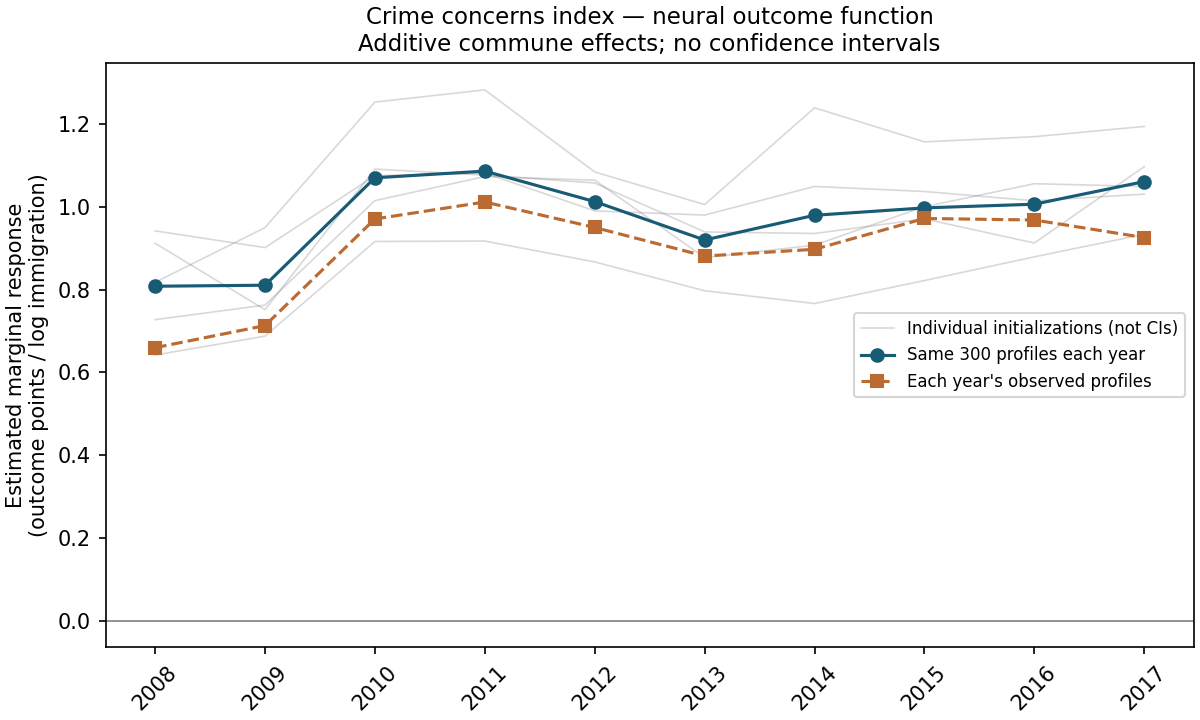 Crime concerns index — neural outcome function
Additive commune effects; no confidence intervals
Estimated marginal response
(outcome points / log immigration)
1.2
1.0
0.8
0.6
0.4
0.2
0.0
Individual initializations (not CIs)
Same 300 profiles each year
Each year's observed profiles
2008
2009
2010
2011
2012
2013
2014
2015
2016
2017